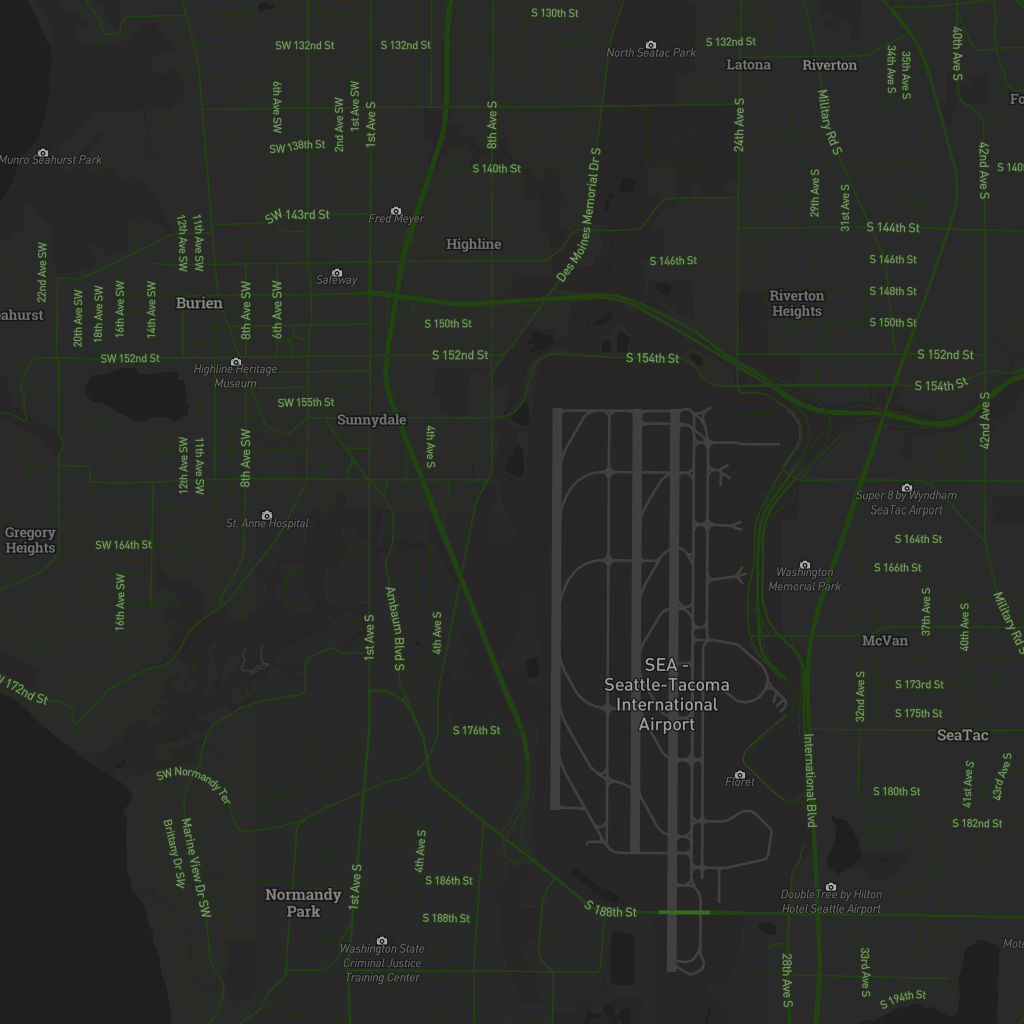 S 130th St
SW 132nd St
S 132nd St
North Seatac Park
S 132nd St
Latona
Riverton
34th Ave S
35th Ave S
40th Ave S
6th Ave SW
2nd Ave SW
1st Ave SW
1st Ave S
8th Ave S
24th Ave S
Military Rd S
Munro Seahurst Park
SW 138th St
S 140th St
42nd Ave S
S 140
29th Ave S
31st Ave S
Des Moines Memorial Dr S
SW 143rd St
Fred Meyer
12th Ave SW
11th Ave SW
Highline
S 144th St
22nd Ave SW
S 146th St
S 146th St
Safeway
20th Ave SW
18th Ave SW
16th Ave SW
14th Ave SW
Burien
8th Ave SW
6th Ave SW
S 148th St
Riverton
Heights
eahurst
S 150th St
S 150th St
SW 152nd St
S 152nd St
S 154th St
S 152nd St
Highline Heritage
Museum
S 154th St
SW 155th St
Sunnydale
42nd Ave S
4th Ave S
12th Ave SW
11th Ave SW
8th Ave SW
Super 8 by Wyndham
SeaTac Airport
St. Anne Hospital
Gregory
Heights
SW 164th St
S 164th St
S 166th St
Washington
Memorial Park
16th Ave SW
1st Ave S
Ambaum Blvd S
4th Ave S
37th Ave S
40th Ave S
Military Rd S
McVan
SEA -
Seattle-Tacoma
International
Airport
W 172nd St
S 173rd St
32nd Ave S
S 175th St
S 176th St
SeaTac
SW Normandy Ter
Floret
International Blvd
S 180th St
41st Ave S
43rd Ave S
S 182nd St
Brittany Dr SW
Marine View Dr SW
4th Ave S
S 186th St
1st Ave S
Normandy
Park
S 188th St
S 188th St
DoubleTree by Hilton
Hotel Seattle Airport
Washington State
Criminal Justice
Training Center
28th Ave S
33rd Ave S
S 194th St